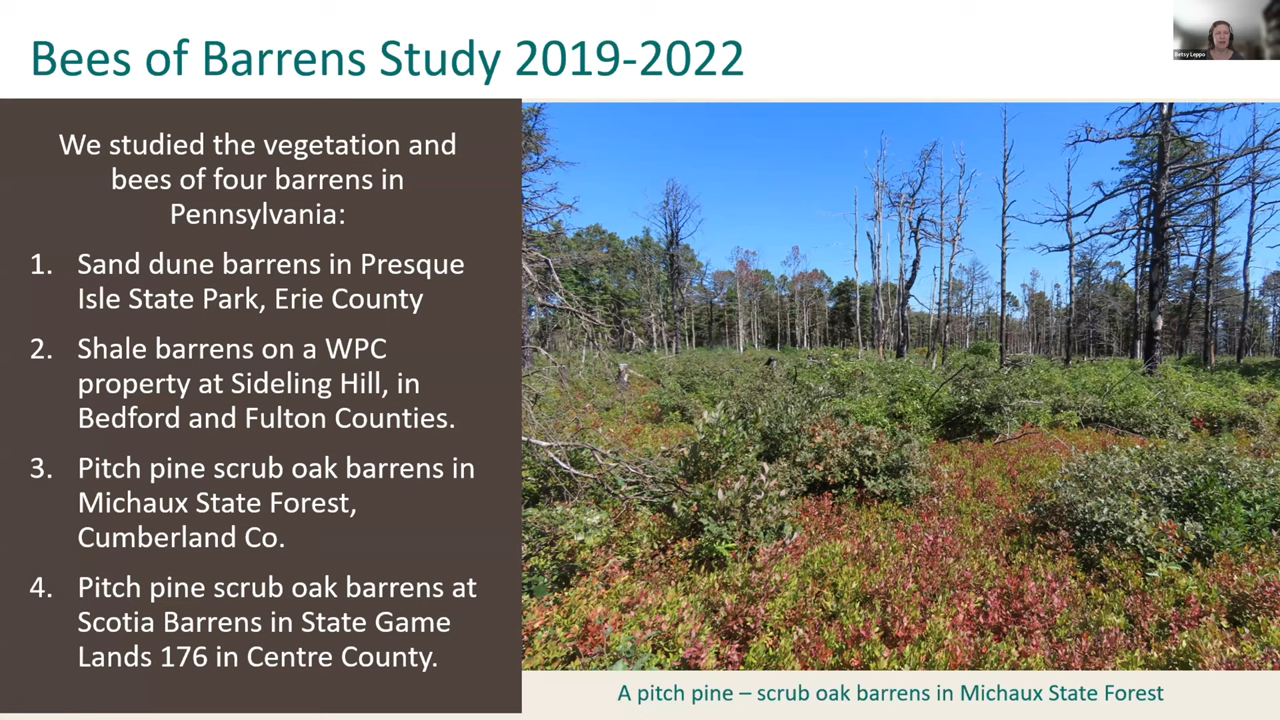 Bees of Barrens Study 2019-2022
Betsy Leppo
We studied the vegetation and
bees of four barrens in
Pennsylvania:
1. Sand dune barrens in Presque
Isle State Park, Erie County
2. Shale barrens on a WPC
property at Sideling Hill, in
Bedford and Fulton Counties.
3. Pitch pine scrub oak barrens in
Michaux State Forest,
Cumberland Co.
4. Pitch pine scrub oak barrens at
Scotia Barrens in State Game
Lands 176 in Centre County.
A pitch pine – scrub oak barrens in Michaux State Forest